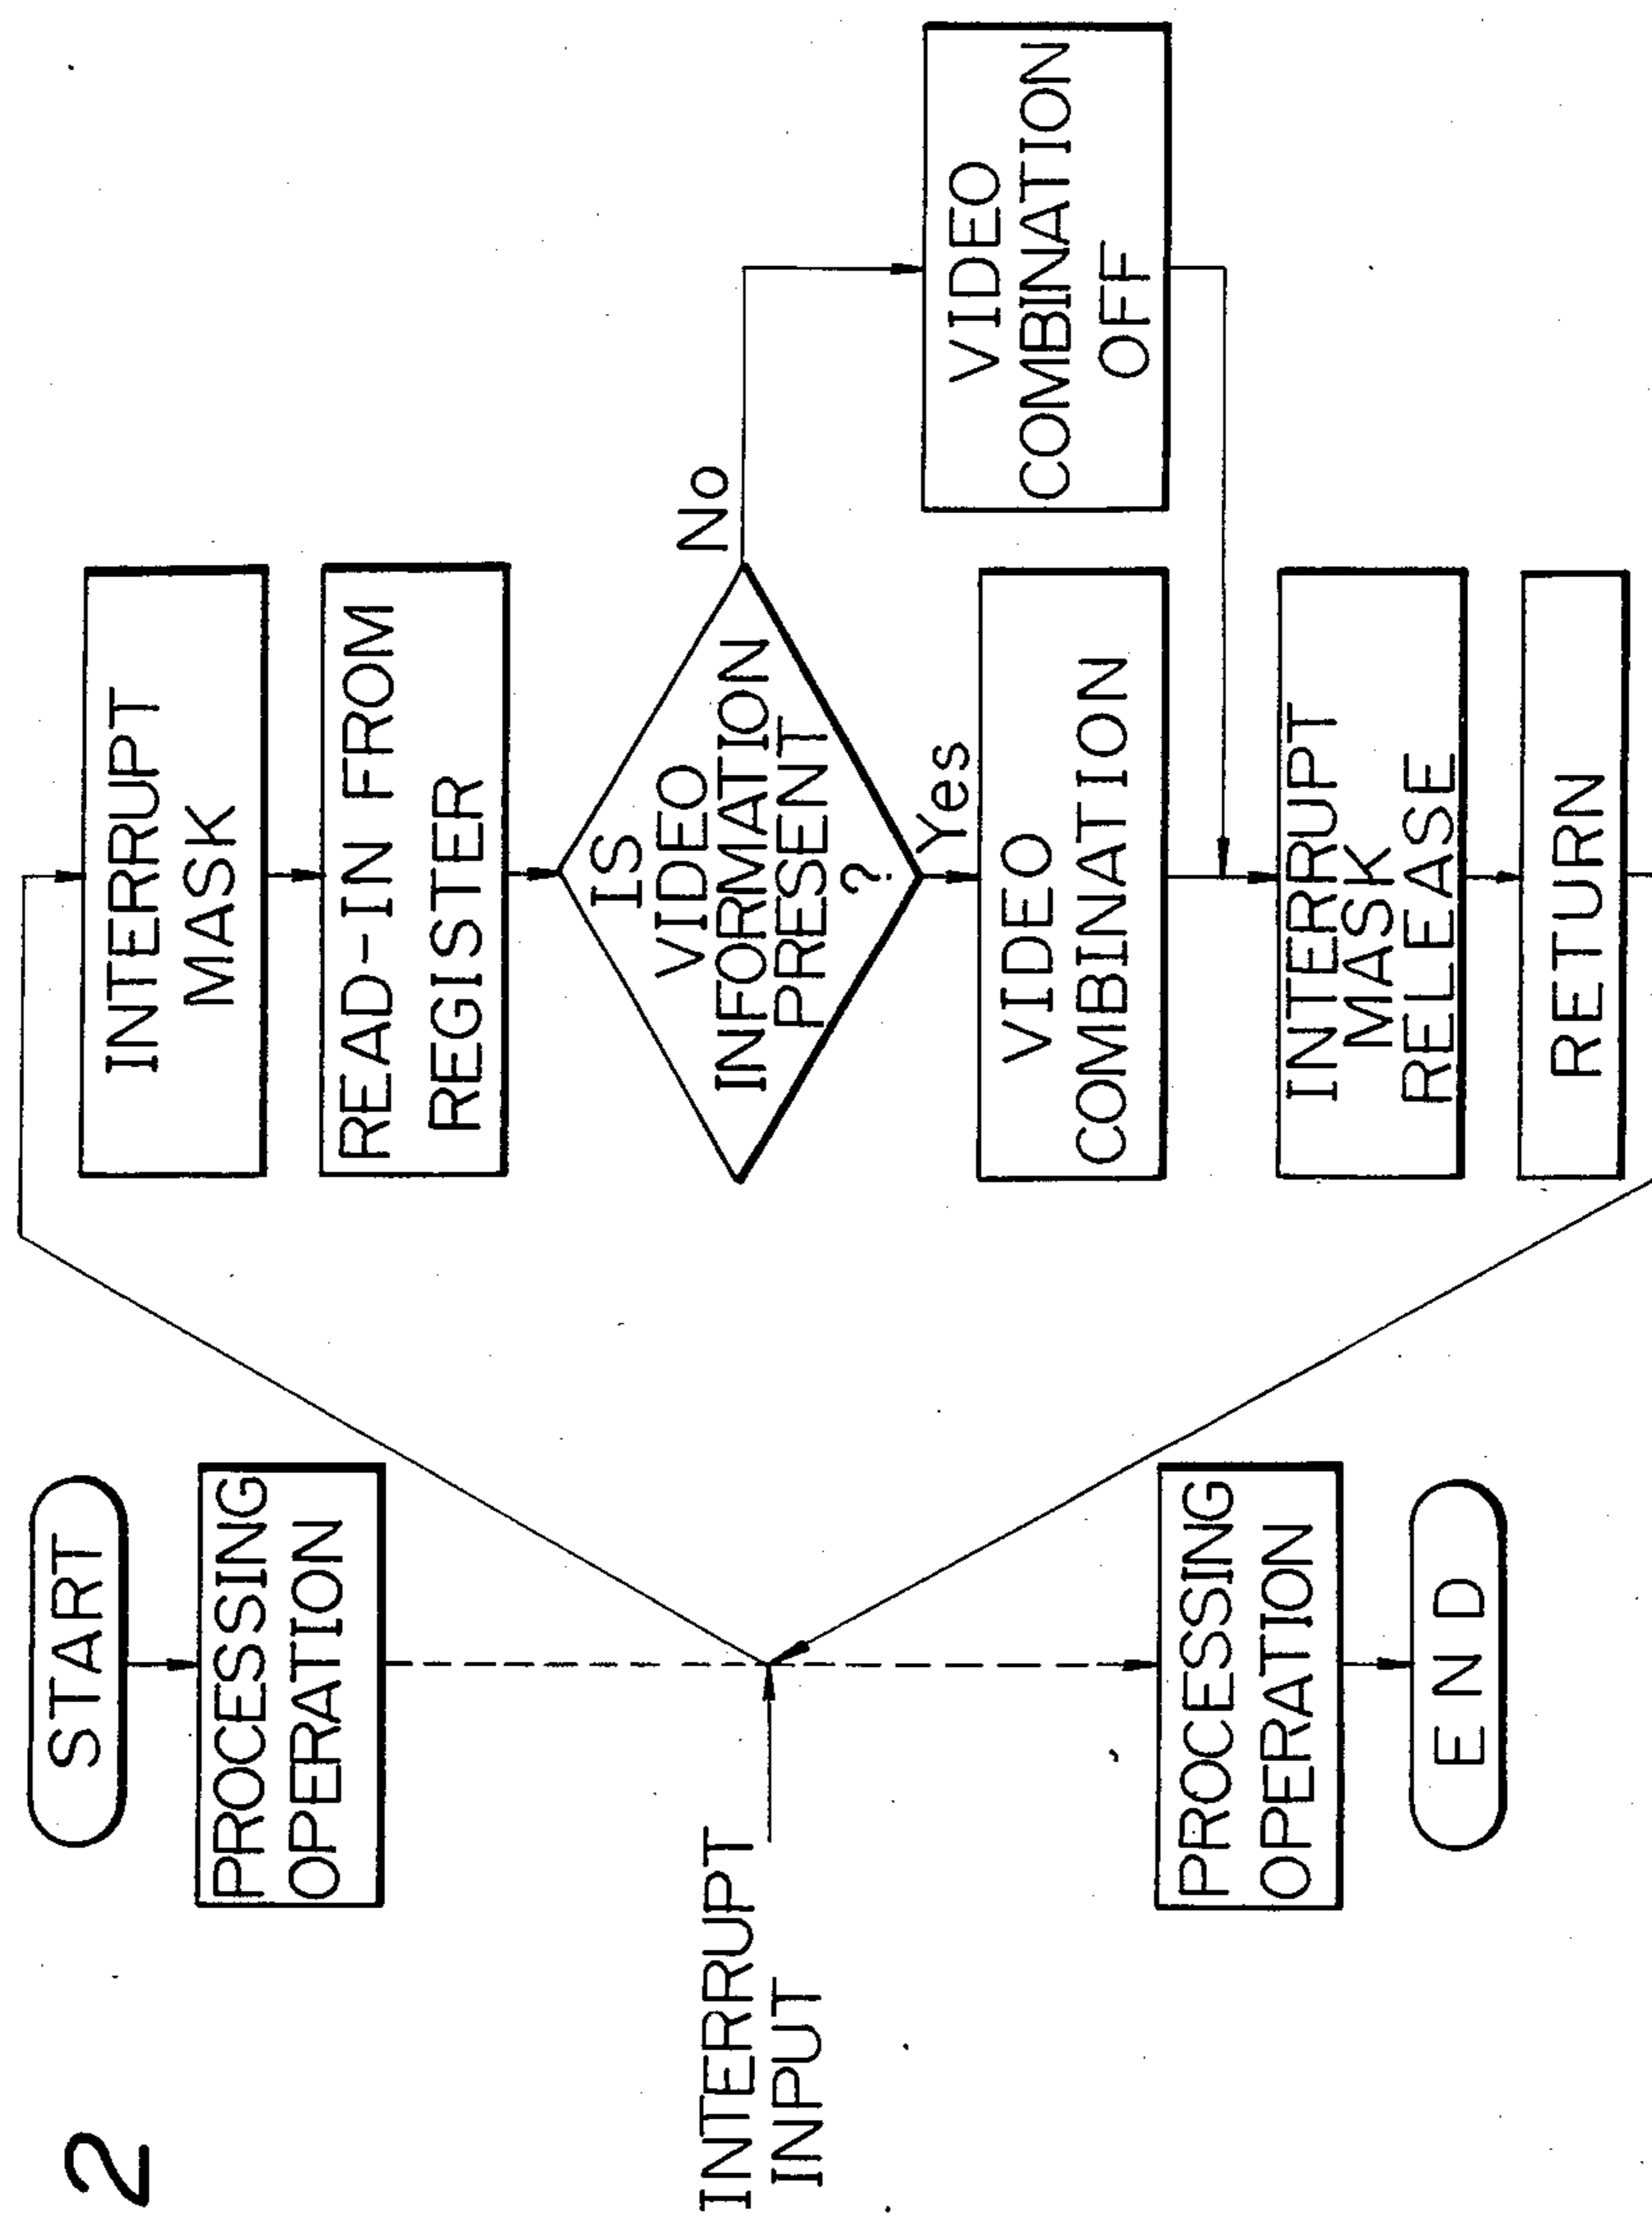 2
START
PROCESSING
OPERATION
INTERRUPT
INPUT
PROCESSING
OPERATION
END
INTERRUPT
MASK
READ-IN FROM
REGISTER
IS
VIDEO
INFORMATION
PRESENT
?
No
Yes
VIDEO
COMBINATION
VIDEO
COMBINATION
OFF
INTERRUPT
MASK
RELEASE
RETURN